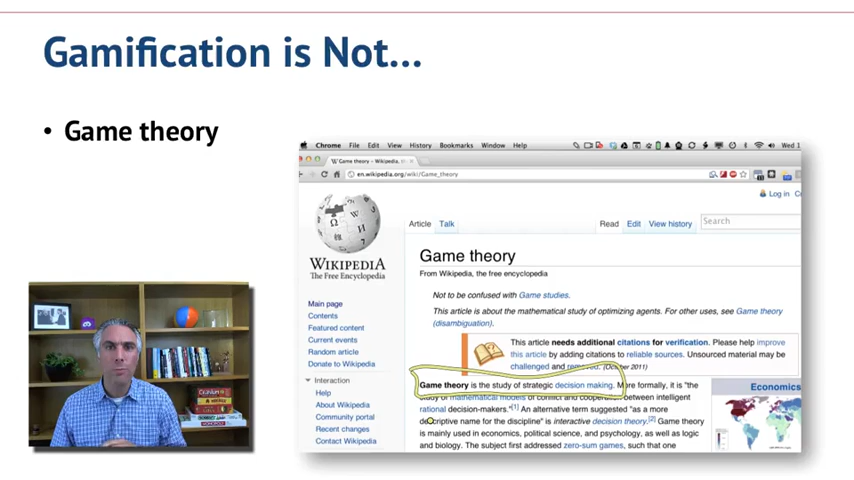 Gamification is Not...
• Game theory
Chrome File Edit View History Bookmarks Window Help Wed 1
W Game theory - Wikipedia, th
en.wikipedia.org/wiki/Game_theory
Log in
Article Talk Read Edit View history Search
WIKIPEDIA
The Free Encyclopedia
Main page
Contents
Featured content
Current events
Random article
Donate to Wikipedia
Interaction
Help
About Wikipedia
Community portal
Recent changes
Contact Wikipedia
Game theory
From Wikipedia, the free encyclopedia
Not to be confused with Game studies.
This article is about the mathematical study of optimizing agents. For other uses, see Game theory
(disambiguation).
This article needs additional citations for verification. Please help improve
this article by adding citations to reliable sources. Unsourced material may be
challenged and removed. (October 2011)
Game theory is the study of strategic decision making. More formally, it is "the
study of mathematical models of conflict and cooperation between intelligent
rational decision-makers."[1] An alternative term suggested "as a more
descriptive name for the discipline" is interactive decision theory.[2] Game theory
is mainly used in economics, political science, and psychology, as well as logic
and biology. The subject first addressed zero-sum games, such that one
Economics
CRANIUM
MONOPOLY